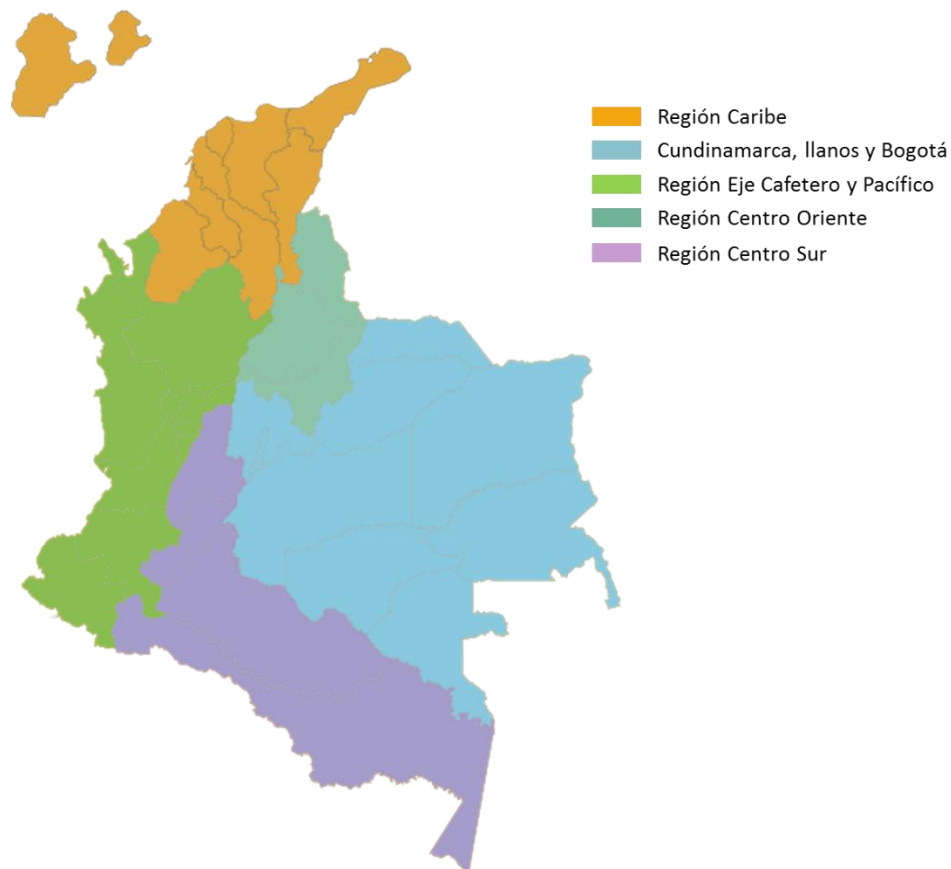 Región Caribe
Cundinamarca, llanos y Bogotá
Región Eje Cafetero y Pacífico
Región Centro Oriente
Región Centro Sur